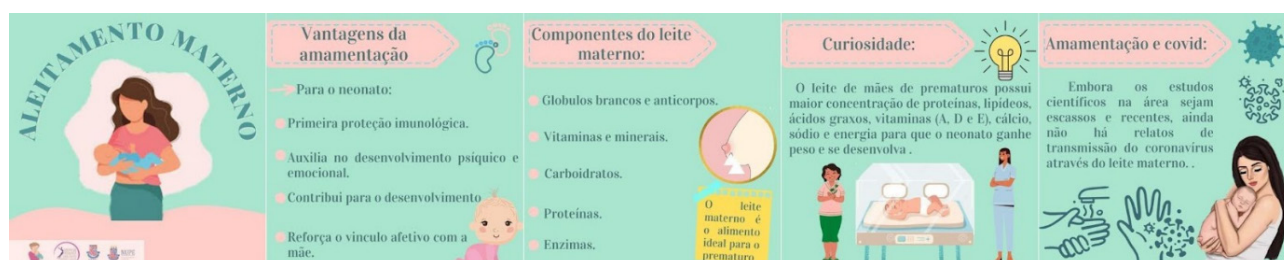 ALEITAMENTO MATERNO
Vantagens da
amamentação
Para o neonato:
Primeira proteção imunológica.
Auxilia no desenvolvimento psíquico e
emocional.
Contribui para o desenvolvimento
Reforça o vinculo afetivo com a
mãe.
Componentes do leite
materno:
Globulos brancos e anticorpos.
Vitaminas e minerais.
Carboidratos.
Proteínas.
Enzimas.
O leite
materno é
o alimento
ideal para o
prematuro
Curiosidade:
O leite de mães de prematuros possui
maior concentração de proteínas, lipídeos,
ácidos graxos, vitaminas (A, D e E), cálcio,
sódio e energia para que o neonato ganhe
peso e se desenvolva .
Amamentação e covid:
Embora os estudos
científicos na área sejam
escassos e recentes, ainda
não há relatos de
transmissão do coronavírus
através do leite materno. .